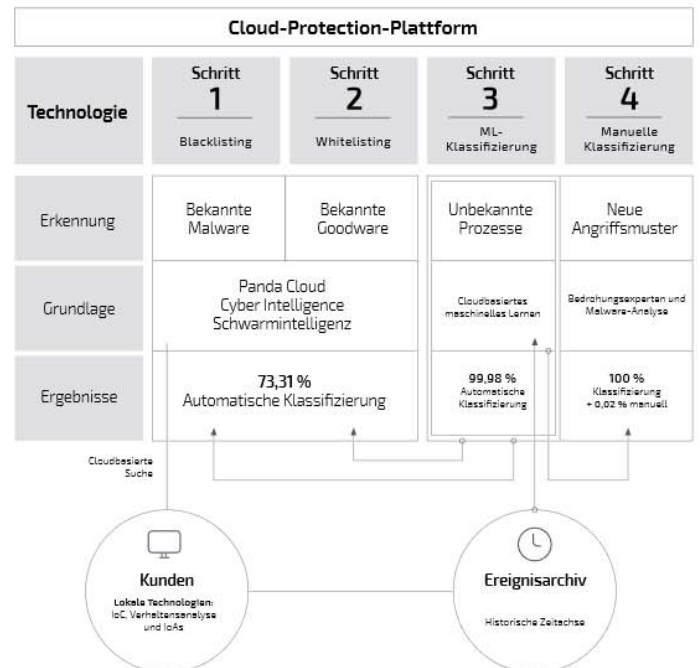 Cloud-Protection-Plattform
Technologie
Schritt
1
Blacklisting
Schritt
2
Whitelisting
Schritt
3
ML-
Klassifizierung
Schritt
4
Manuelle
Klassifizierung
Erkennung
Bekannte
Malware
Bekannte
Goodware
Unbekannte
Prozesse
Neue
Angriffsmuster
Grundlage
Panda Cloud
Cyber Intelligence
Schwarmintelligenz
Cloudbasiertes
maschinelles Lernen
Bedrohungsexperten und
Malware-Analyse
Ergebnisse
73,31 %
Automatische Klassifizierung
99,98 %
Automatische
Klassifizierung
100 %
Klassifizierung
+ 0,02 % manuell
Cloudbasierte
Suche
Kunden
Lokale Technologien:
IoC, Verhaltensanalyse
und IoAs
Ereignisarchiv
Historische Zeitachse